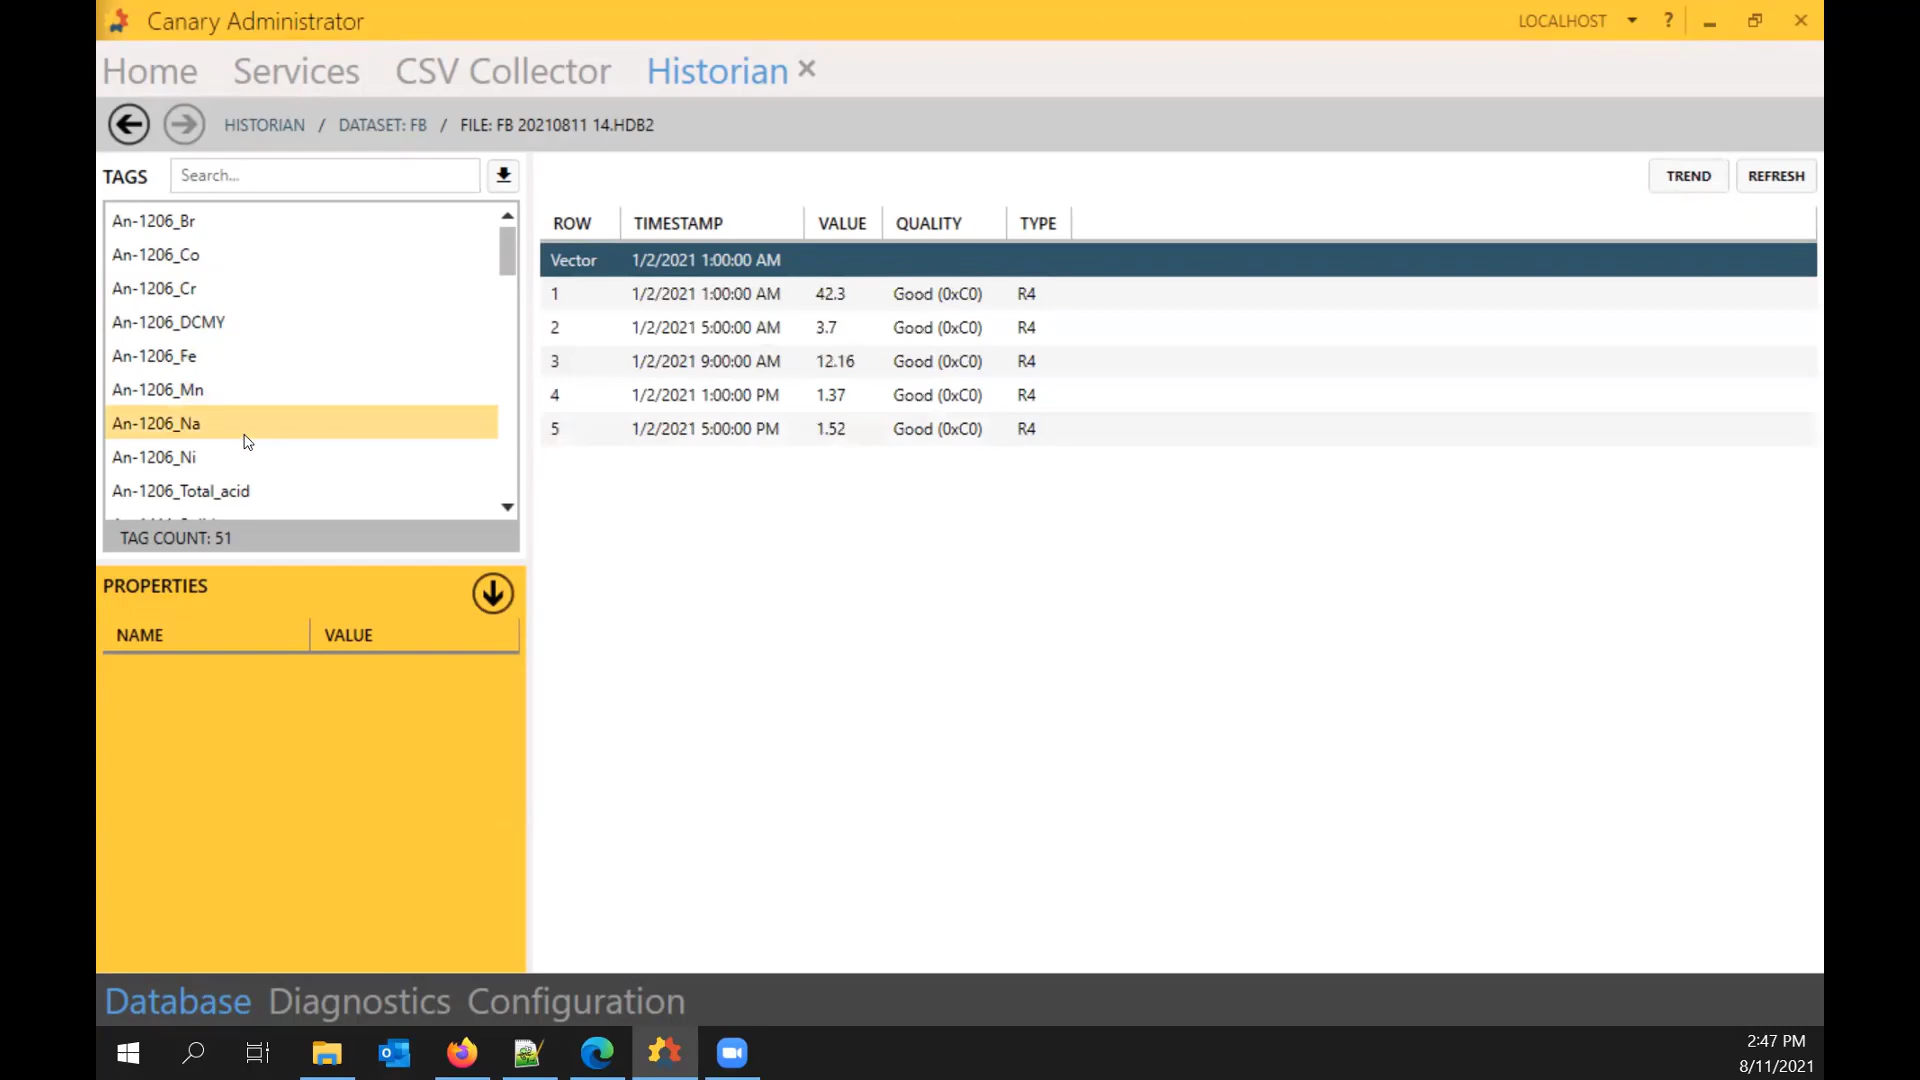 Canary Administrator
LOCALHOST ?
Home Services CSV Collector Historian
HISTORIAN / DATASET: FB / FILE: FB 20210811 14.HDB2
TAGS Search...
TREND REFRESH
An-1206_Br
An-1206_Co
An-1206_Cr
An-1206_DCMY
An-1206_Fe
An-1206_Mn
An-1206_Na
An-1206_Ni
An-1206_Total_acid
TAG COUNT: 51
ROW TIMESTAMP VALUE QUALITY TYPE
Vector 1/2/2021 1:00:00 AM
1 1/2/2021 1:00:00 AM 42.3 Good (0xC0) R4
2 1/2/2021 5:00:00 AM 3.7 Good (0xC0) R4
3 1/2/2021 9:00:00 AM 12.16 Good (0xC0) R4
4 1/2/2021 1:00:00 PM 1.37 Good (0xC0) R4
5 1/2/2021 5:00:00 PM 1.52 Good (0xC0) R4
PROPERTIES
NAME VALUE
Database Diagnostics Configuration
2:47 PM
8/11/2021